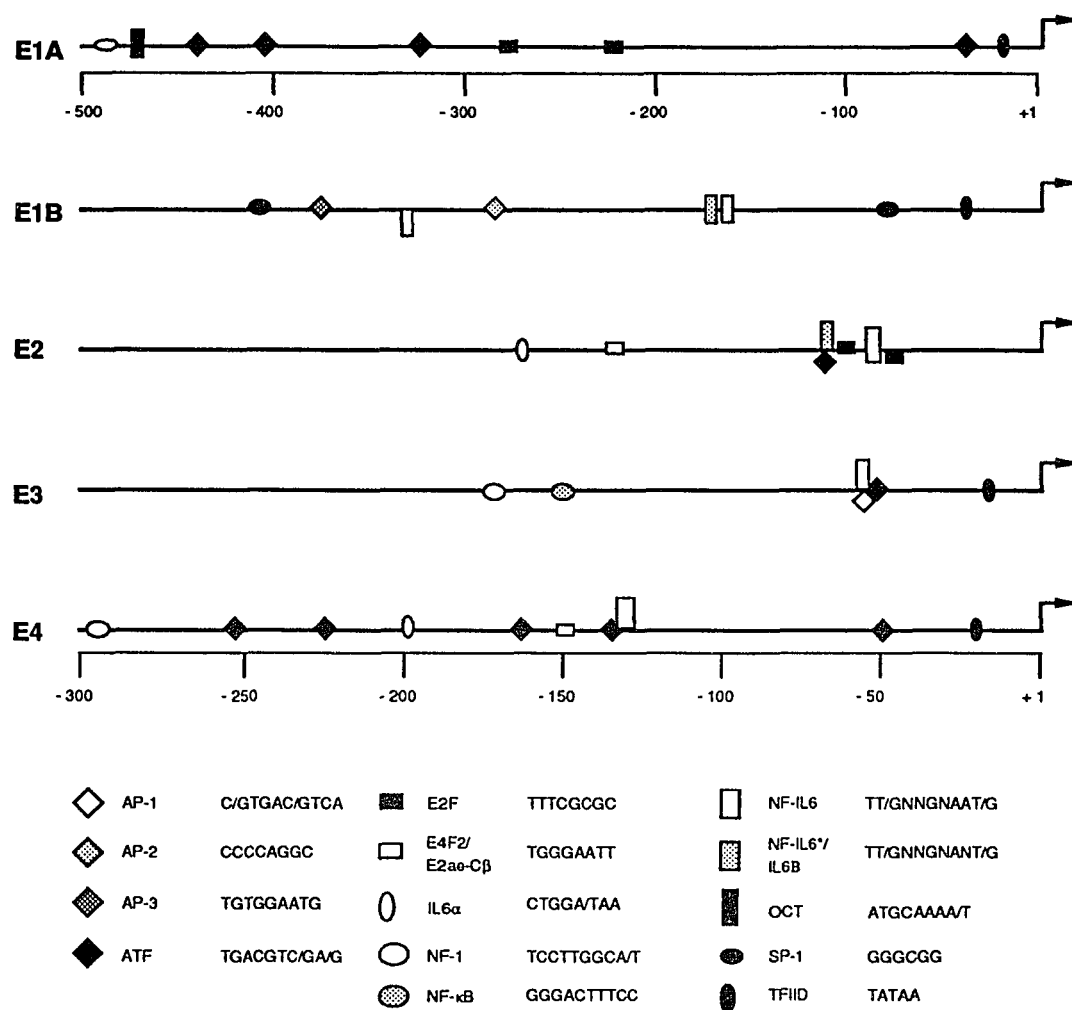 E1A
- 500 - 400 - 300 - 200 - 100 +1
E1B
E2
E3
E4
- 300 - 250 - 200 - 150 - 100 - 50 + 1
AP-1 C/GTGAC/GTCA E2F TTTCGCGC NF-IL6 TT/GNNGNAAT/G
AP-2 CCCCAGGC E4F2/ E2ae-Cβ TGGGAATT NF-IL6*/ IL6B TT/GNNGNANT/G
AP-3 TGTGGAATG IL6α CTGGA/TAA OCT ATGCAAAA/T
ATF TGACGTC/GA/G NF-1 TCCTTGGCA/T SP-1 GGGCGG
NF-κB GGGACTTTCC TFIID TATAA